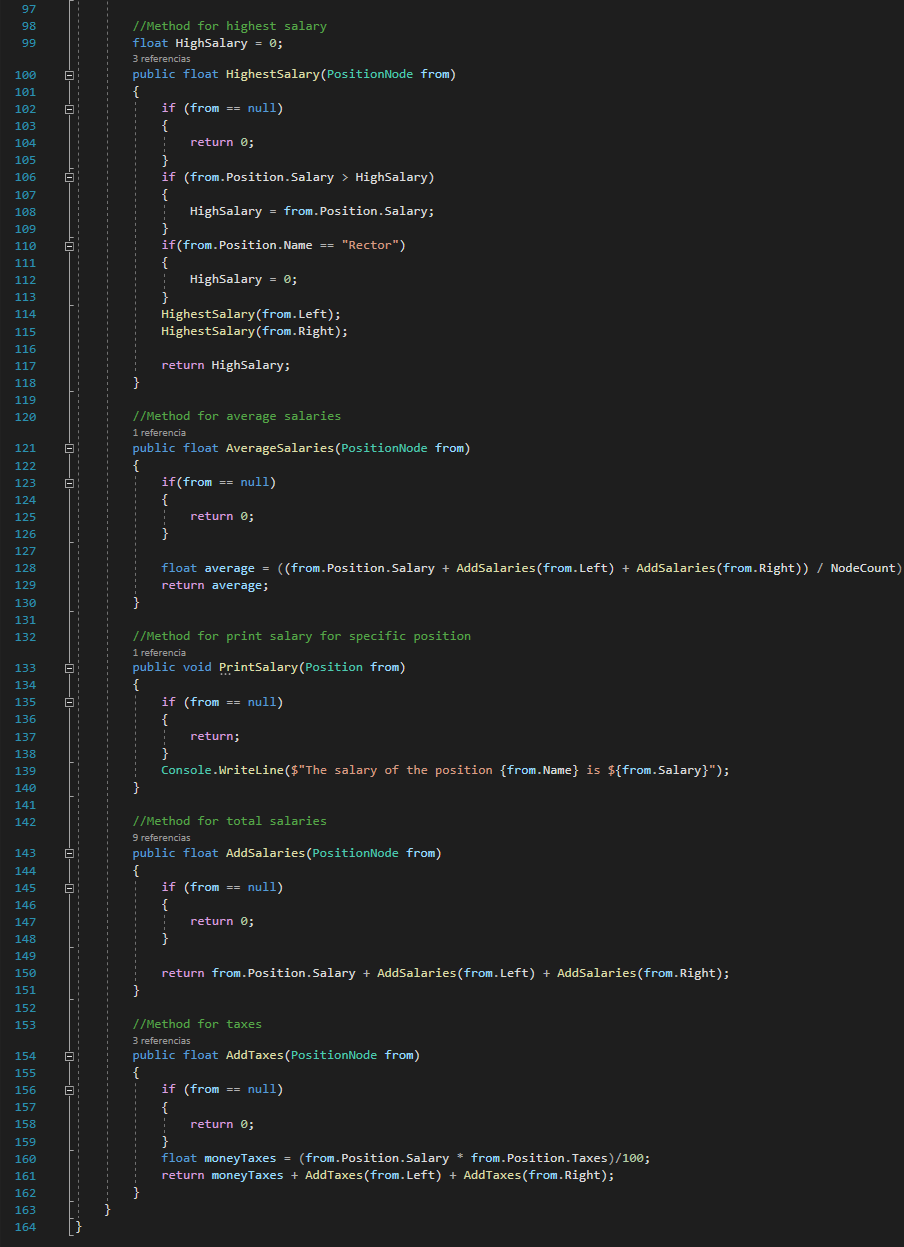 97
98 //Method for highest salary
99 float HighSalary = 0;
3 referencias
100 public float HighestSalary(PositionNode from)
101 {
102 if (from == null)
103 {
104 return 0;
105 }
106 if (from.Position.Salary > HighSalary)
107 {
108 HighSalary = from.Position.Salary;
109 }
110 if(from.Position.Name == "Rector")
111 {
112 HighSalary = 0;
113 }
114 HighestSalary(from.Left);
115 HighestSalary(from.Right);
116
117 return HighSalary;
118 }
119
120 //Method for average salaries
1 referencia
121 public float AverageSalaries(PositionNode from)
122 {
123 if(from == null)
124 {
125 return 0;
126 }
127
128 float average = ((from.Position.Salary + AddSalaries(from.Left) + AddSalaries(from.Right)) / NodeCount)
129 return average;
130 }
131
132 //Method for print salary for specific position
1 referencia
133 public void PrintSalary(Position from)
134 {
135 if (from == null)
136 {
137 return;
138 }
139 Console.WriteLine($"The salary of the position {from.Name} is ${from.Salary}");
140 }
141
142 //Method for total salaries
9 referencias
143 public float AddSalaries(PositionNode from)
144 {
145 if (from == null)
146 {
147 return 0;
148 }
149
150 return from.Position.Salary + AddSalaries(from.Left) + AddSalaries(from.Right);
151 }
152
153 //Method for taxes
3 referencias
154 public float AddTaxes(PositionNode from)
155 {
156 if (from == null)
157 {
158 return 0;
159 }
160 float moneyTaxes = (from.Position.Salary * from.Position.Taxes)/100;
161 return moneyTaxes + AddTaxes(from.Left) + AddTaxes(from.Right);
162 }
163 }
164 }